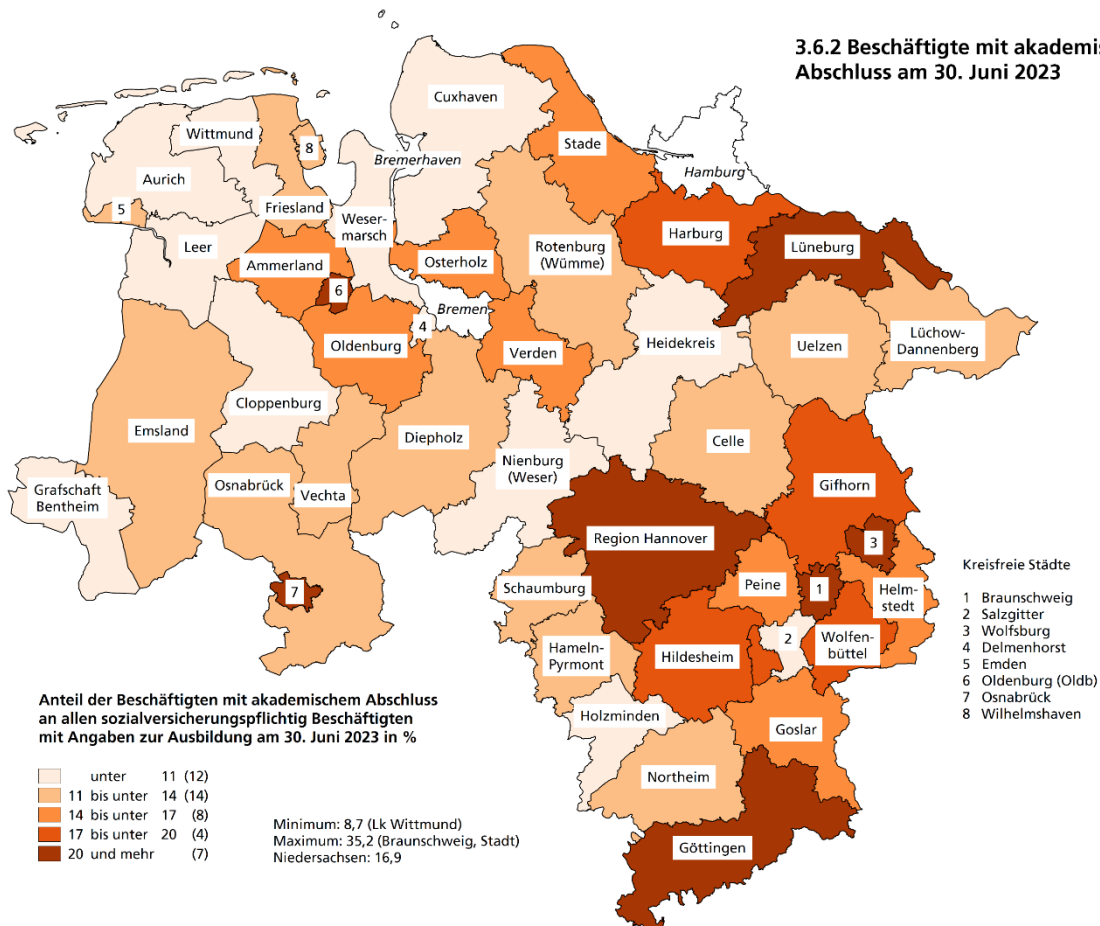 3.6.2 Beschäftigte mit akademis
Abschluss am 30. Juni 2023
Cuxhaven
Wittmund
Stade
8
Bremerhaven
Hamburg
Aurich
5
Friesland
Weser-
marsch
Harburg
Lüneburg
Leer
Rotenburg
(Wümme)
Osterholz
Ammerland
6
Bremen
4
Oldenburg
Verden
Heidekreis
Uelzen
Lüchow-
Dannenberg
Cloppenburg
Emsland
Diepholz
Celle
Nienburg
(Weser)
Osnabrück
Vechta
Gifhorn
Grafschaft
Bentheim
Region Hannover
3
Schaumburg
Peine
1
Helm-
stedt
7
2
Wolfen-
büttel
Hameln-
Pyrmont
Hildesheim
Holzminden
Goslar
Northeim
Göttingen
Kreisfreie Städte
1 Braunschweig
2 Salzgitter
3 Wolfsburg
4 Delmenhorst
5 Emden
6 Oldenburg (Oldb)
7 Osnabrück
8 Wilhelmshaven
Anteil der Beschäftigten mit akademischem Abschluss
an allen sozialversicherungspflichtig Beschäftigten
mit Angaben zur Ausbildung am 30. Juni 2023 in %
unter 11 (12)
11 bis unter 14 (14)
14 bis unter 17 (8)
17 bis unter 20 (4)
20 und mehr (7)
Minimum: 8,7 (Lk Wittmund)
Maximum: 35,2 (Braunschweig, Stadt)
Niedersachsen: 16,9